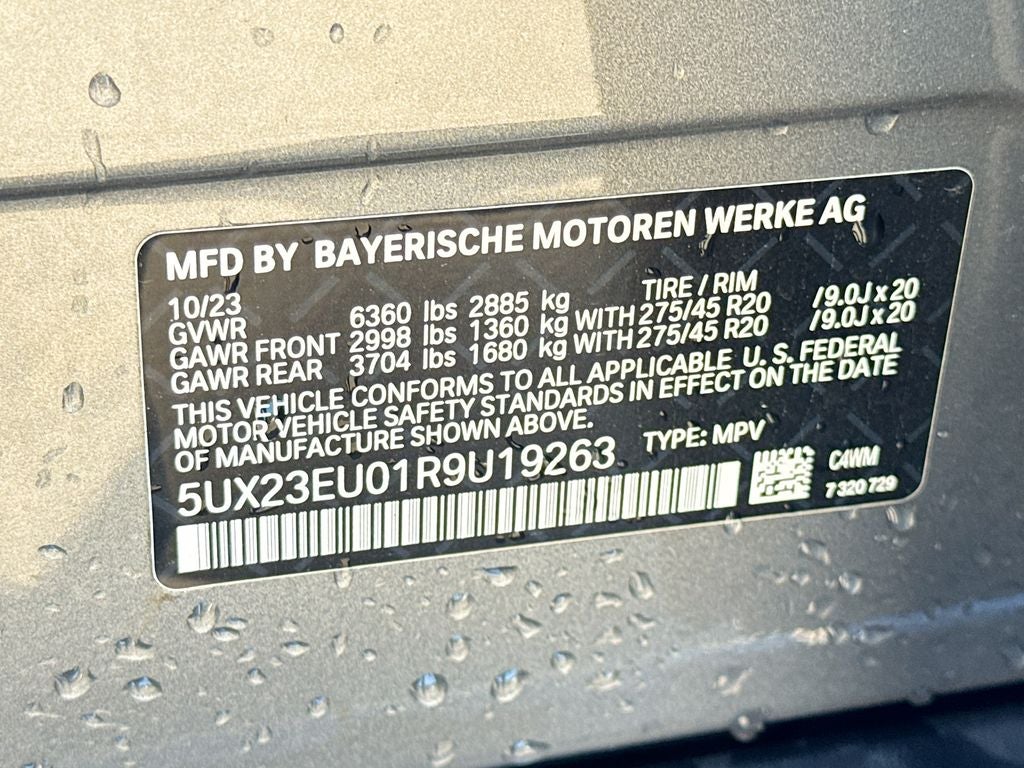 MFD BY BAYERISCHE MOTOREN WERKE AG
10/23 TIRE / RIM
GVWR 6360 lbs 2885 kg
GAWR FRONT 2998 lbs 1360 kg WITH 275/45 R20 / 9.0J x 20
GAWR REAR 3704 lbs 1680 kg WITH 275/45 R20 / 9.0J x 20
THIS VEHICLE CONFORMS TO ALL APPLICABLE U. S. FEDERAL
MOTOR VEHICLE SAFETY STANDARDS IN EFFECT ON THE DATE
OF MANUFACTURE SHOWN ABOVE.
5UX23EU01R9U19263 TYPE: MPV
C4WM
7 320 729